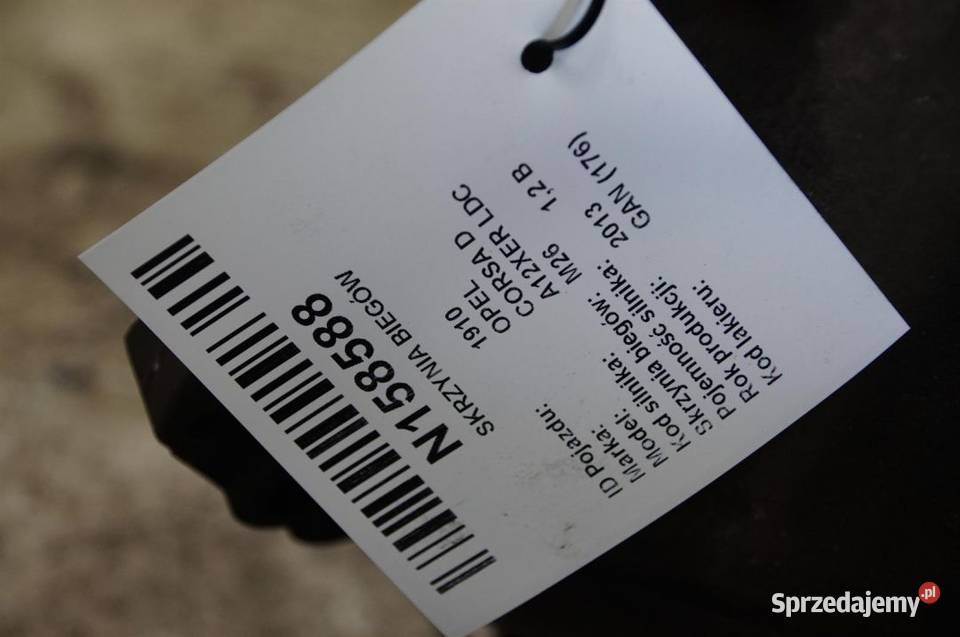 N158588
SKRZYNIA BIEGÓW
ID Pojazdu: 1910
Marka: OPEL
Model: CORSA D
Kod silnika: A12XER LDC
Skrzynia biegów: M26
Pojemność silnika: 1,2 B
Rok produkcji: 2013
Kod lakieru: GAN (176)
Sprzedajemy.pl